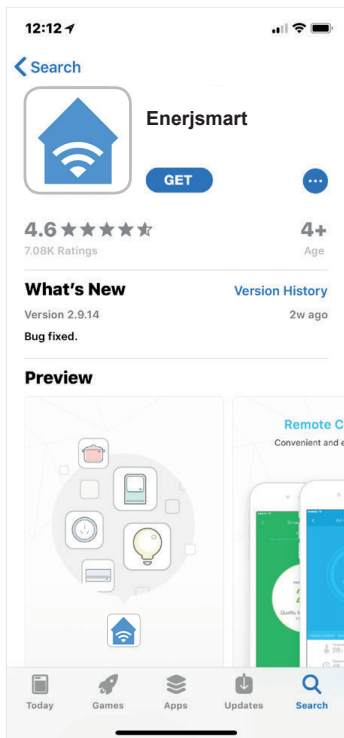 12:12
Search
Enerjsmart
GET
4.6
4+
7.08K Ratings
Age
What's New
Version History
Version 2.9.14
2w ago
Bug fixed.
Preview
Remote C
Convenient and e
Today
Games
Apps
Updates
Search